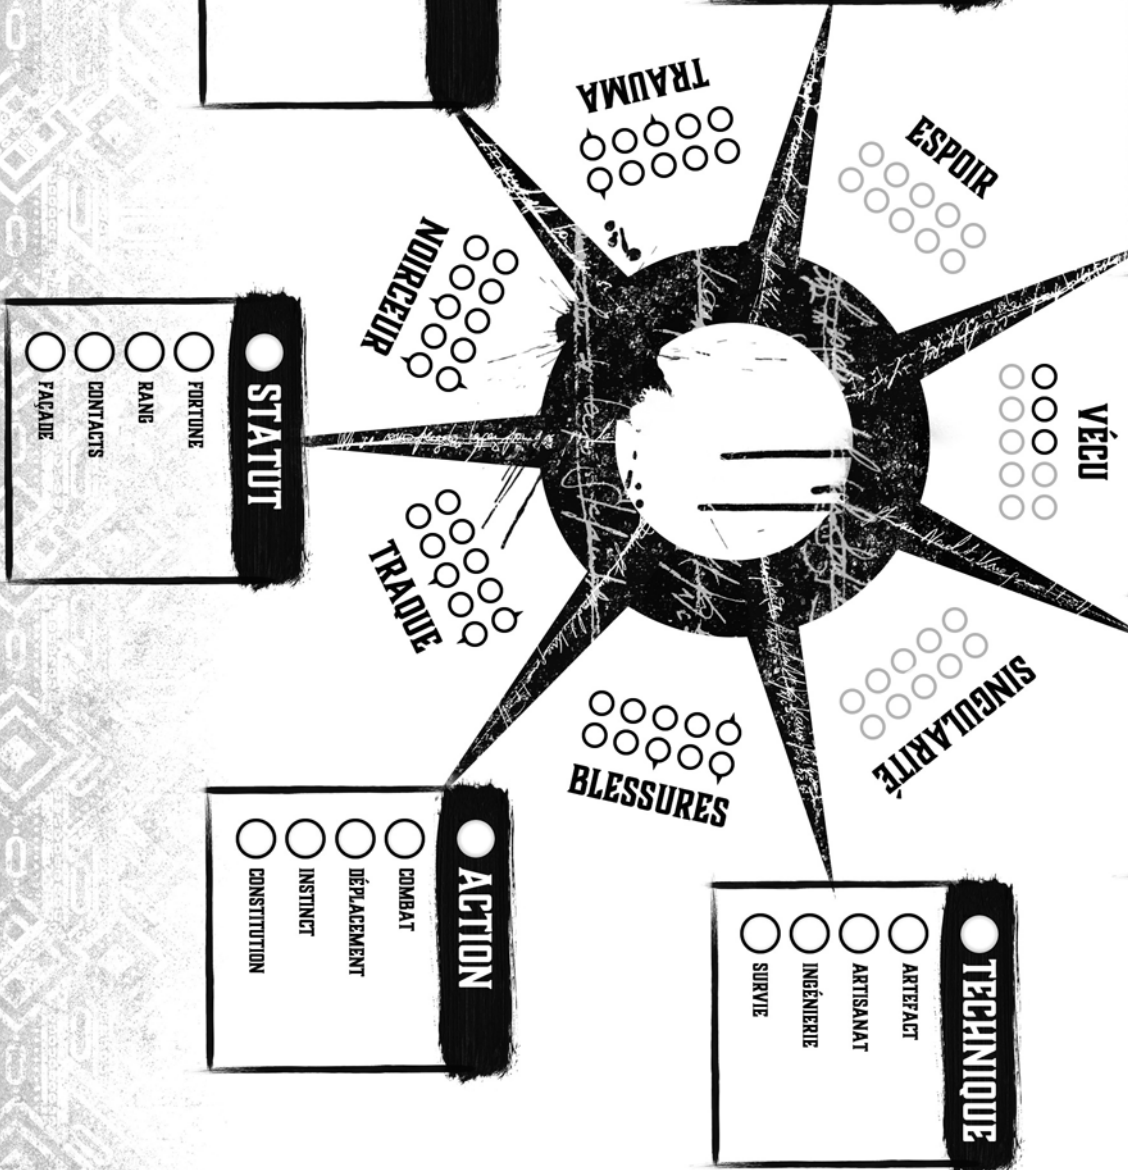 VÉCU
ESPOIR
SINGULARITÉ
TRAUMA
BLESSURES
NOIRCEUR
TRAQUE
TECHNIQUE
ARTEFACT
ARTISANAT
INGÉNIERIE
SURVIE
ACTION
COMBAT
DÉPLACEMENT
INSTINCT
CONSTITUTION
STATUT
FORTUNE
RANG
CONTACTS
FAÇADE